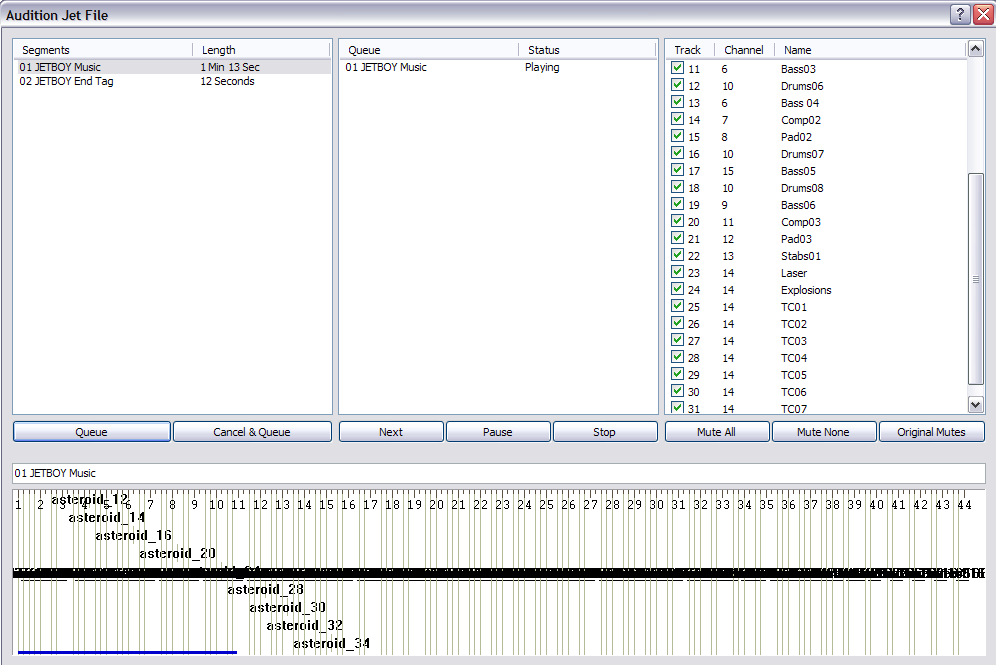 Audition Jet File
Segments Length
01 JETBOY Music 1 Min 13 Sec
02 JETBOY End Tag 12 Seconds
Queue Status
01 JETBOY Music Playing
Track Channel Name
11 6 Bass03
12 10 Drums06
13 6 Bass 04
14 7 Comp02
15 8 Pad02
16 10 Drums07
17 15 Bass05
18 10 Drums08
19 9 Bass06
20 11 Comp03
21 12 Pad03
22 13 Stabs01
23 14 Laser
24 14 Explosions
25 14 TC01
26 14 TC02
27 14 TC03
28 14 TC04
29 14 TC05
30 14 TC06
31 14 TC07
Queue Cancel & Queue Next Pause Stop Mute All Mute None Original Mutes
01 JETBOY Music
asteroid_12
1 2 3 4 5 6 7 8 9 10 11 12 13 14 15 16 17 18 19 20 21 22 23 24 25 26 27 28 29 30 31 32 33 34 35 36 37 38 39 40 41 42 43 44
asteroid_14
asteroid_16
asteroid_20
asteroid_28
asteroid_30
asteroid_32
asteroid_34